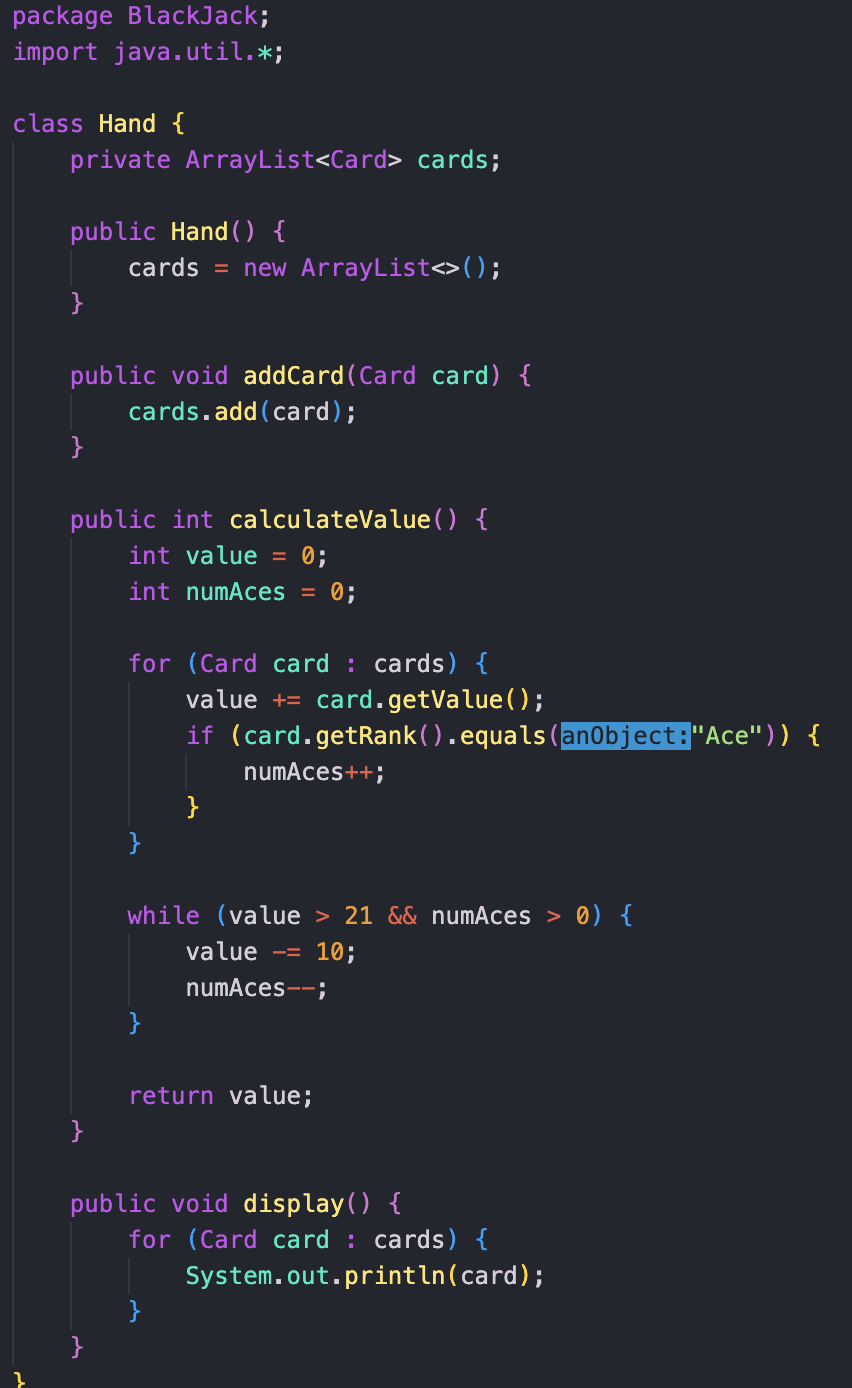 package BlackJack;
import java.util.*;
class Hand {
private ArrayList<Card> cards;
public Hand() {
cards = new ArrayList<>();
}
public void addCard(Card card) {
cards.add(card);
}
public int calculateValue() {
int value = 0;
int numAces = 0;
for (Card card : cards) {
value += card.getValue();
if (card.getRank().equals(anObject:"Ace")) {
numAces++;
}
}
while (value > 21 && numAces > 0) {
value -= 10;
numAces--;
}
return value;
}
public void display() {
for (Card card : cards) {
System.out.println(card);
}
}
}